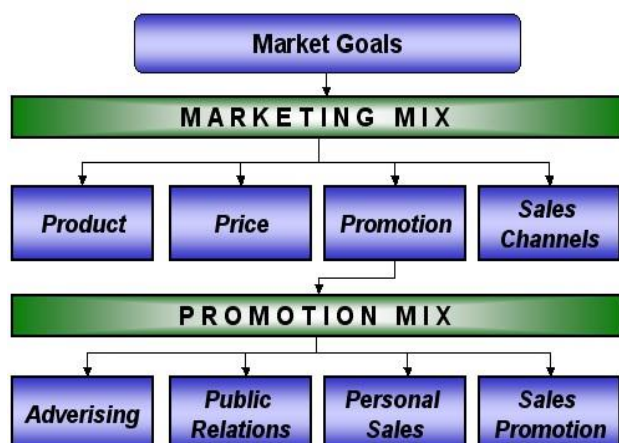 Market Goals
MARKETING MIX
Product
Price
Promotion
Sales
Channels
PROMOTION MIX
Adverising
Public
Relations
Personal
Sales
Sales
Promotion